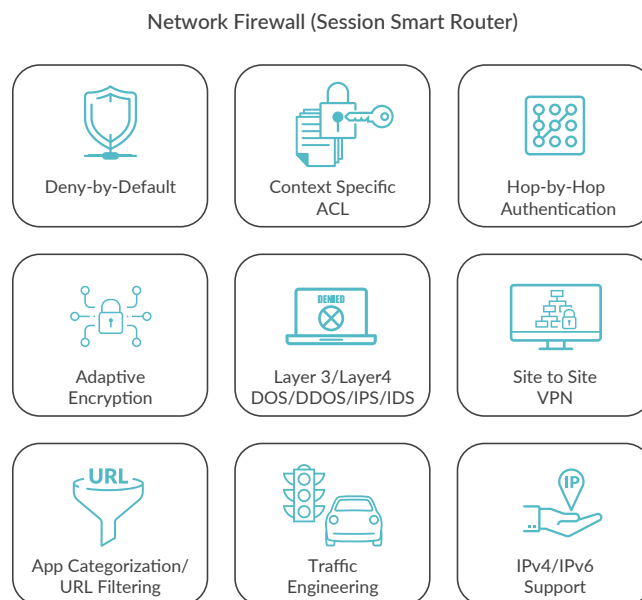 Network Firewall (Session Smart Router)
Deny-by-Default
Context Specific
ACL
Hop-by-Hop
Authentication
Adaptive
Encryption
DENIED
Layer 3/Layer4
DOS/DDOS/IPS/IDS
Site to Site
VPN
URL
App Categorization/
URL Filtering
Traffic
Engineering
IP
IPv4/IPv6
Support